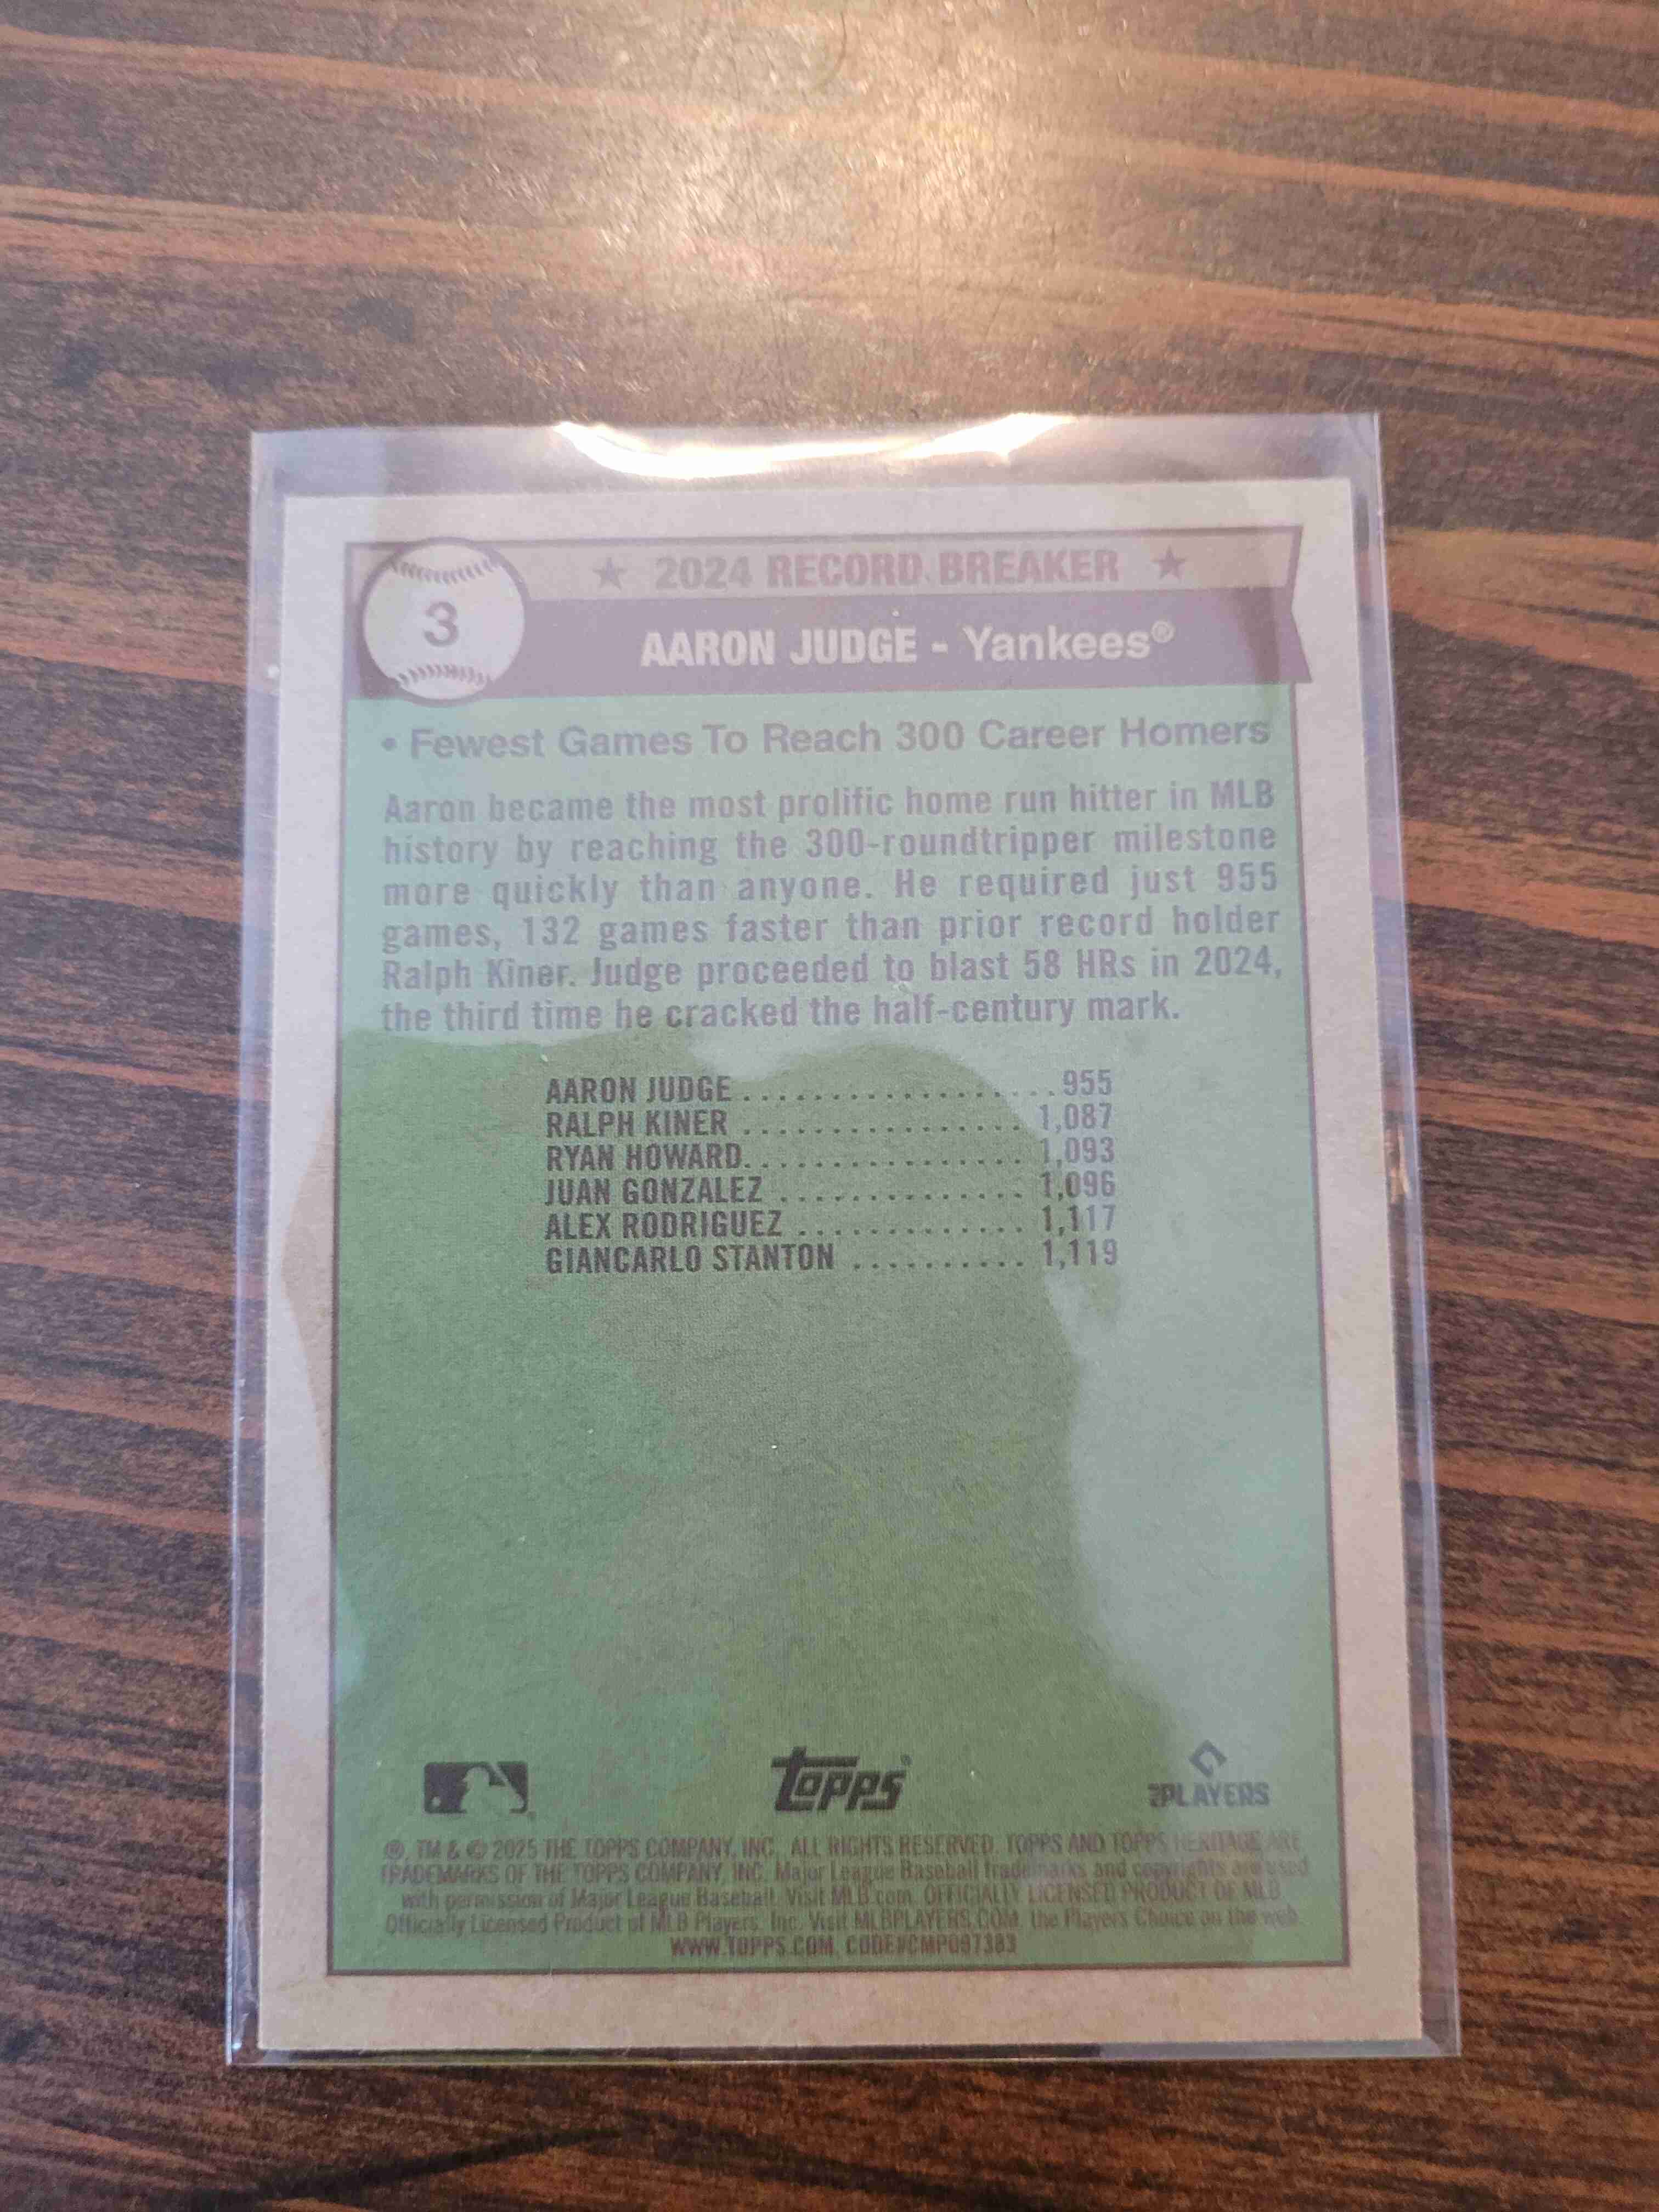 3
★ 2024 RECORD BREAKER ★
AARON JUDGE - Yankees®
• Fewest Games To Reach 300 Career Homers
Aaron became the most prolific home run hitter in MLB
history by reaching the 300-roundtripper milestone
more quickly than anyone. He required just 955
games, 132 games faster than prior record holder
Ralph Kiner. Judge proceeded to blast 58 HRs in 2024,
the third time he cracked the half-century mark.
AARON JUDGE . . . . . . . . . . . . . . . . . . 955
RALPH KINER . . . . . . . . . . . . . . . . 1,087
RYAN HOWARD. . . . . . . . . . . . . . . . 1,093
JUAN GONZALEZ . . . . . . . . . . . . . . 1,096
ALEX RODRIGUEZ . . . . . . . . . . . . . 1,117
GIANCARLO STANTON . . . . . . . . . . 1,119
topps®
PLAYERS
®, TM & © 2025 THE TOPPS COMPANY, INC. ALL RIGHTS RESERVED. TOPPS AND TOPPS HERITAGE ARE
TRADEMARKS OF THE TOPPS COMPANY, INC. Major League Baseball trademarks and copyrights are used
with permission of Major League Baseball. Visit MLB.com. OFFICIALLY LICENSED PRODUCT OF MLB
Officially Licensed Product of MLB Players, Inc. Visit MLBPLAYERS.COM, the Players Choice on the web.
WWW.TOPPS.COM. CODE#CMP097383